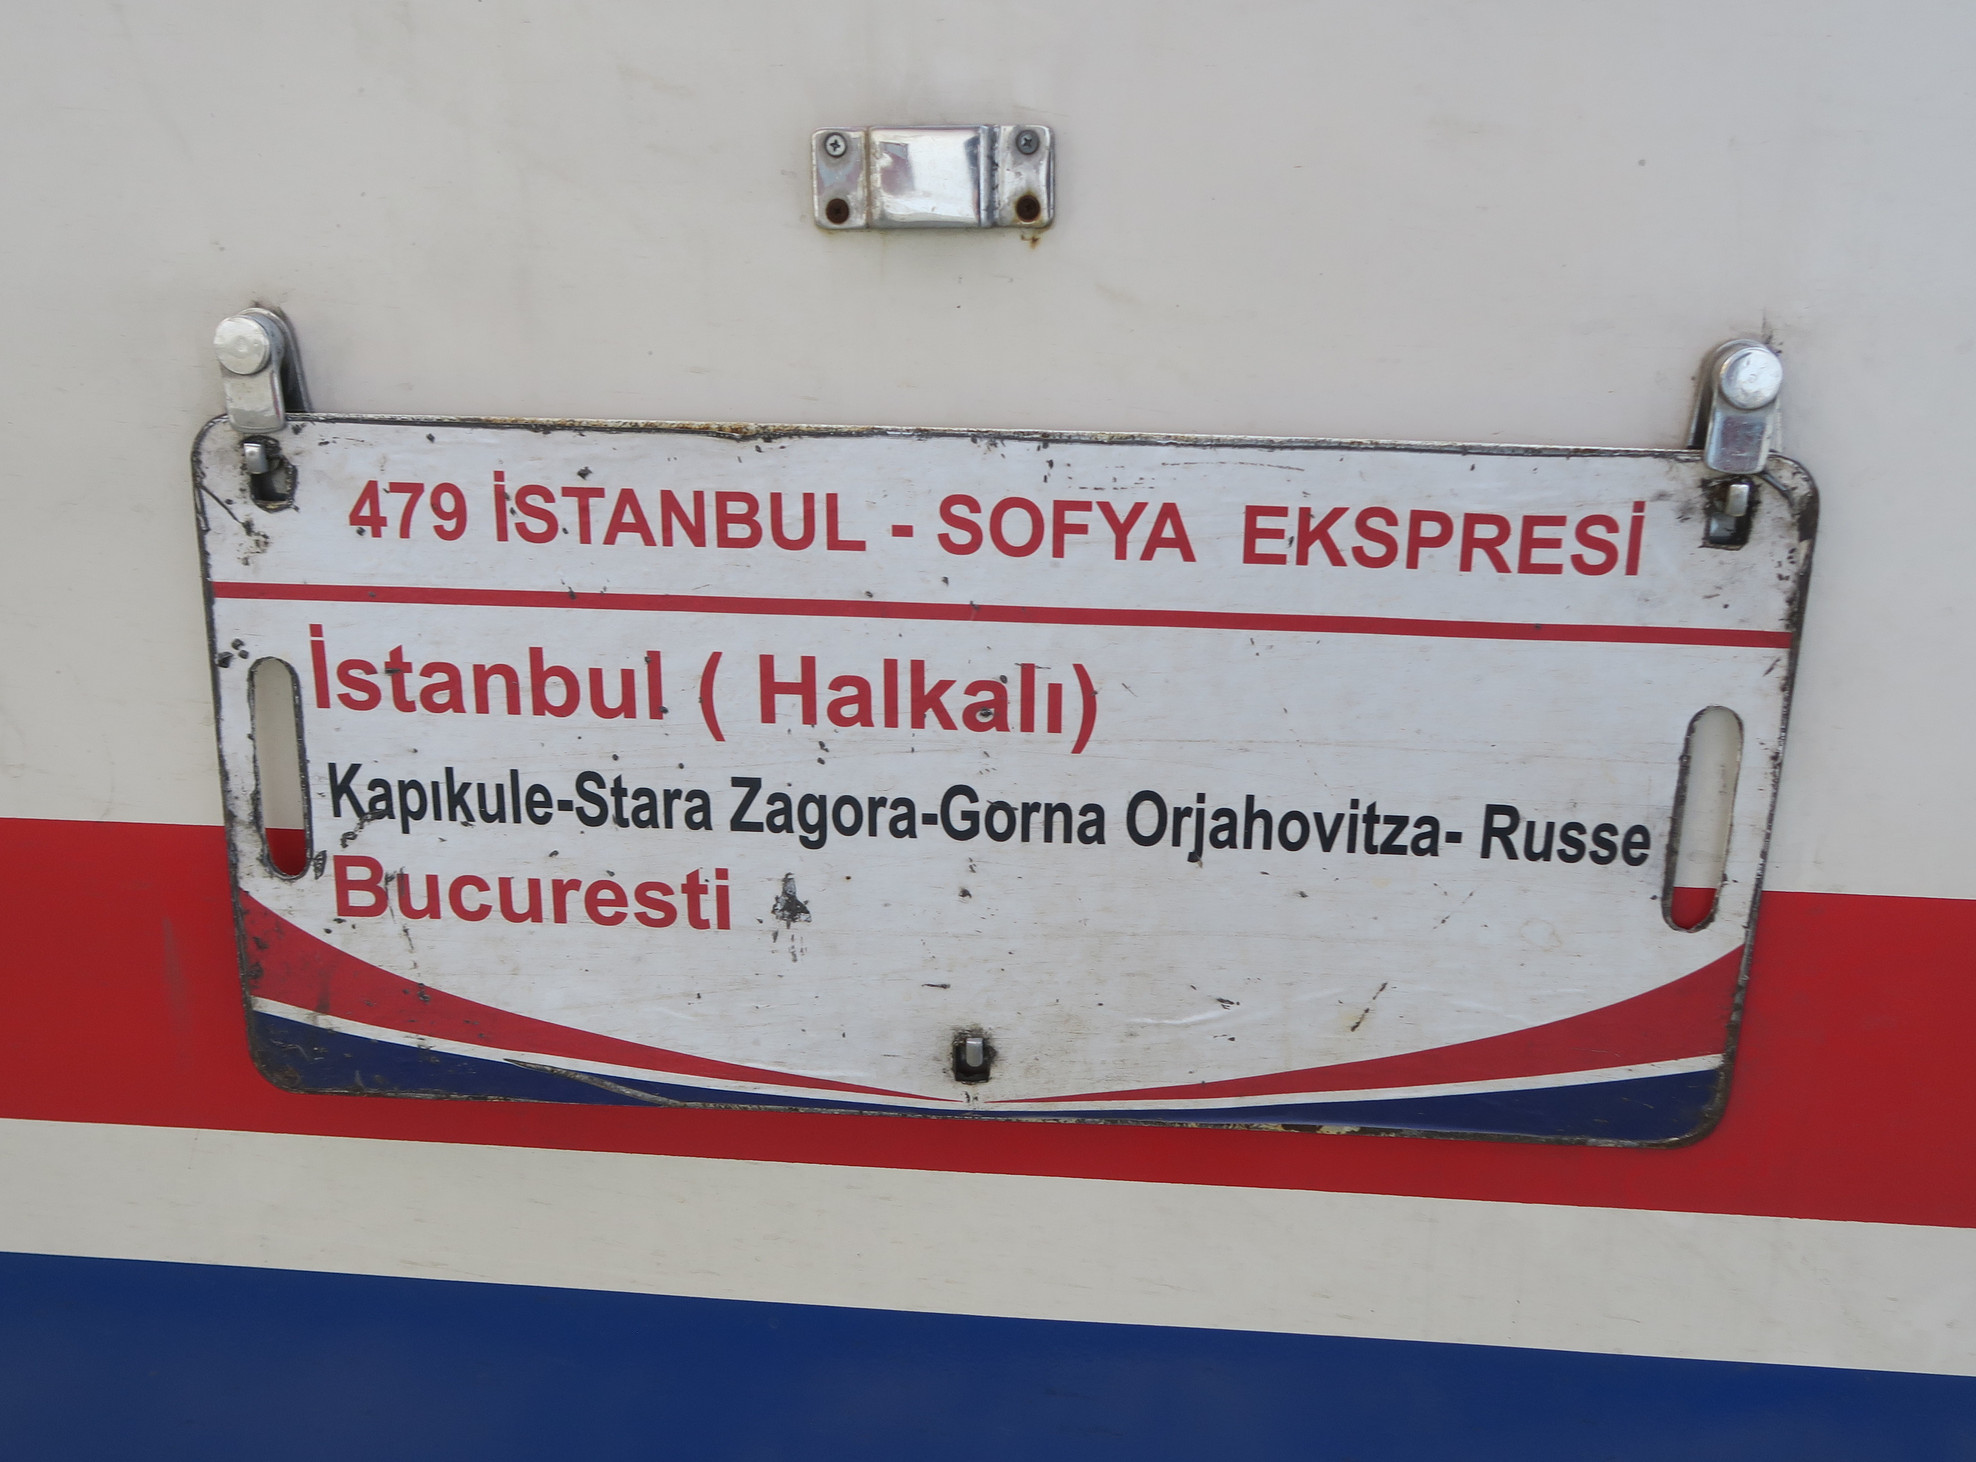 479 İSTANBUL - SOFYA EKSPRESİ
İstanbul ( Halkalı)
Kapıkule-Stara Zagora-Gorna Orjahovitza- Russe
Bucuresti